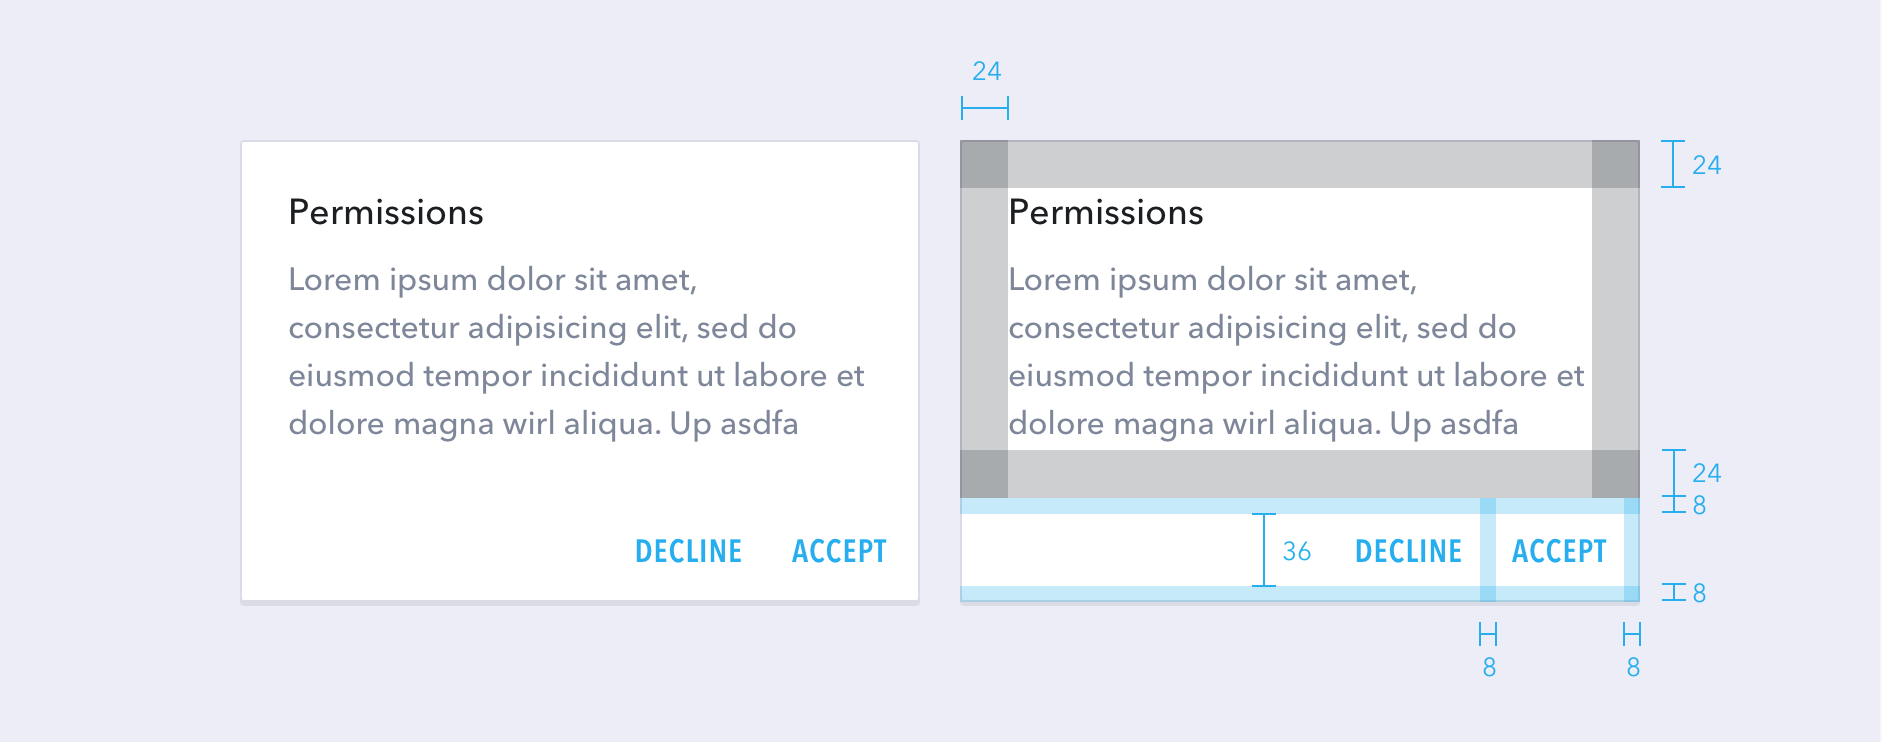 24
Permissions
Lorem ipsum dolor sit amet,
consectetur adipisicing elit, sed do
eiusmod tempor incididunt ut labore et
dolore magna wirl aliqua. Up asdfa
DECLINE ACCEPT
24
Permissions
Lorem ipsum dolor sit amet,
consectetur adipisicing elit, sed do
eiusmod tempor incididunt ut labore et
dolore magna wirl aliqua. Up asdfa
24
8
36 DECLINE ACCEPT
8
8 8